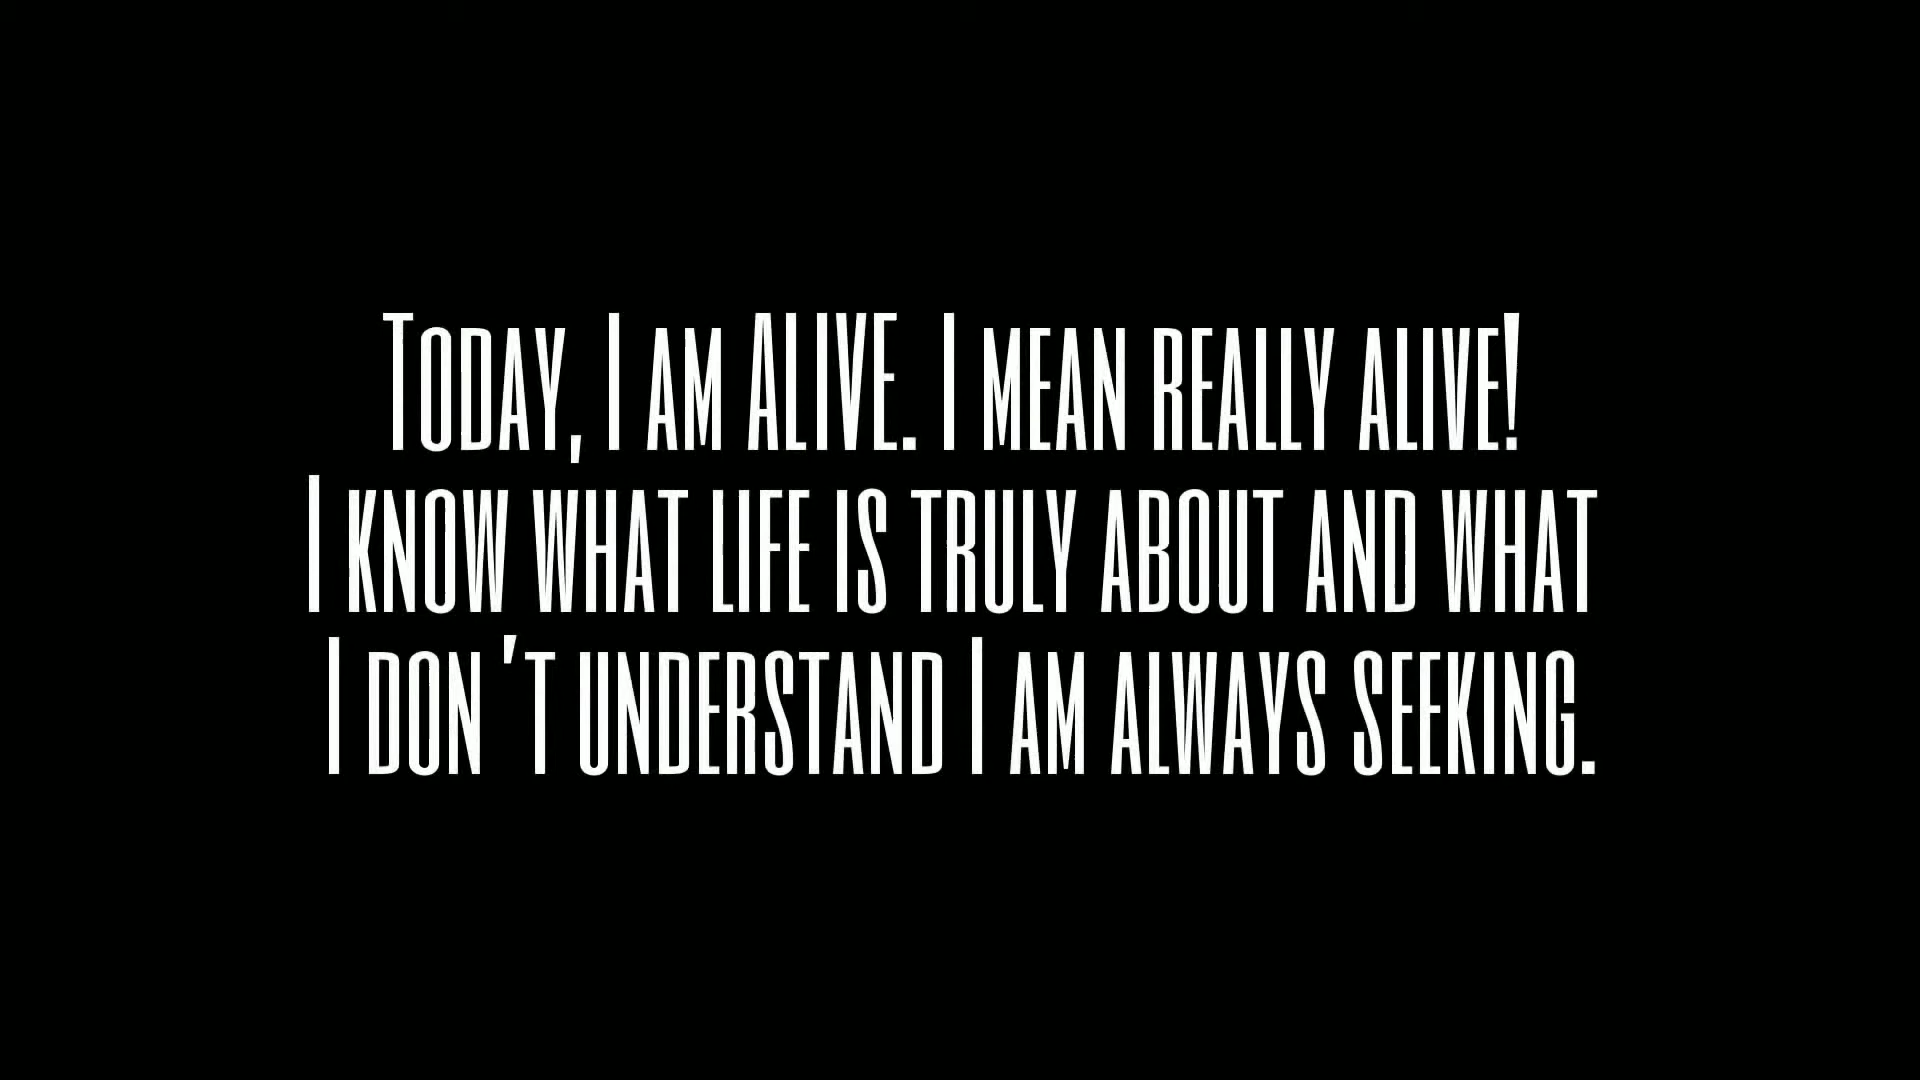 Today, I am ALIVE. I mean really alive!
I know what life is truly about and what
I don't understand I am always seeking.